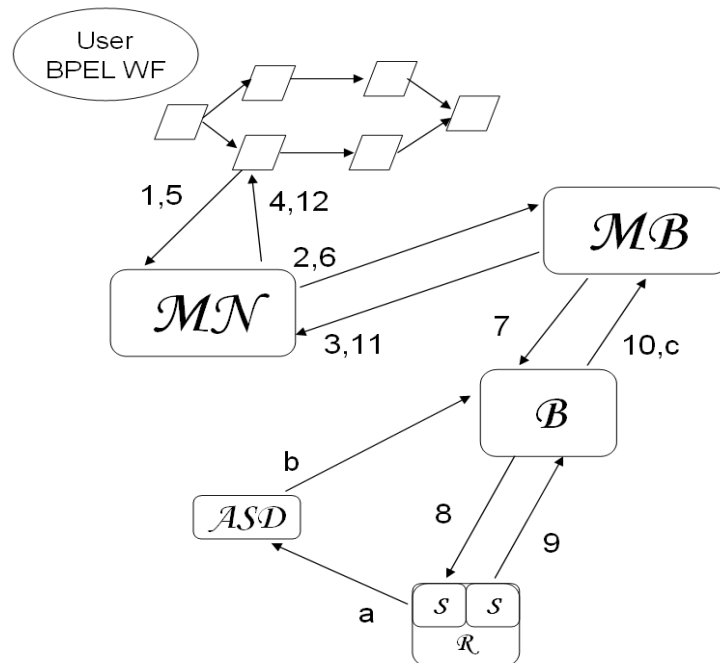 User
BPEL WF
1,5
4,12
2,6
MB
MN
3,11
7
10,c
B
b
ASD
8
9
a
S S
R